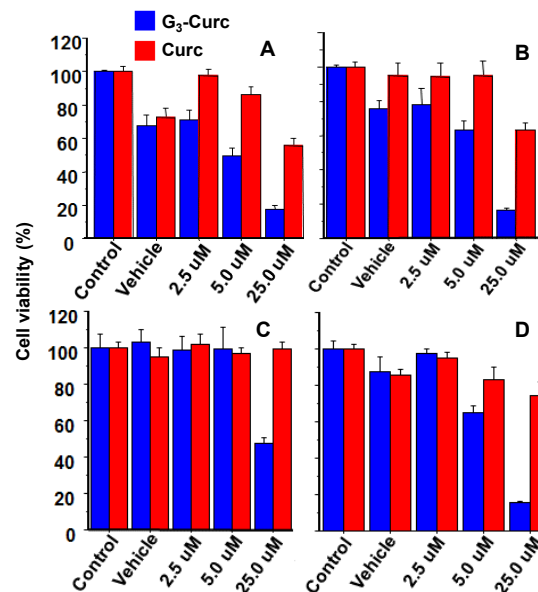 G3-Curc
Curc
Cell viability (%)
120
100
80
60
40
20
0
A
Control
Vehicle
2.5 uM
5.0 uM
25.0 uM
B
Control
Vehicle
2.5 uM
5.0 uM
25.0 uM
120
100
80
60
40
20
0
C
Control
Vehicle
2.5 uM
5.0 uM
25.0 uM
D
Control
Vehicle
2.5 uM
5.0 uM
25.0 uM